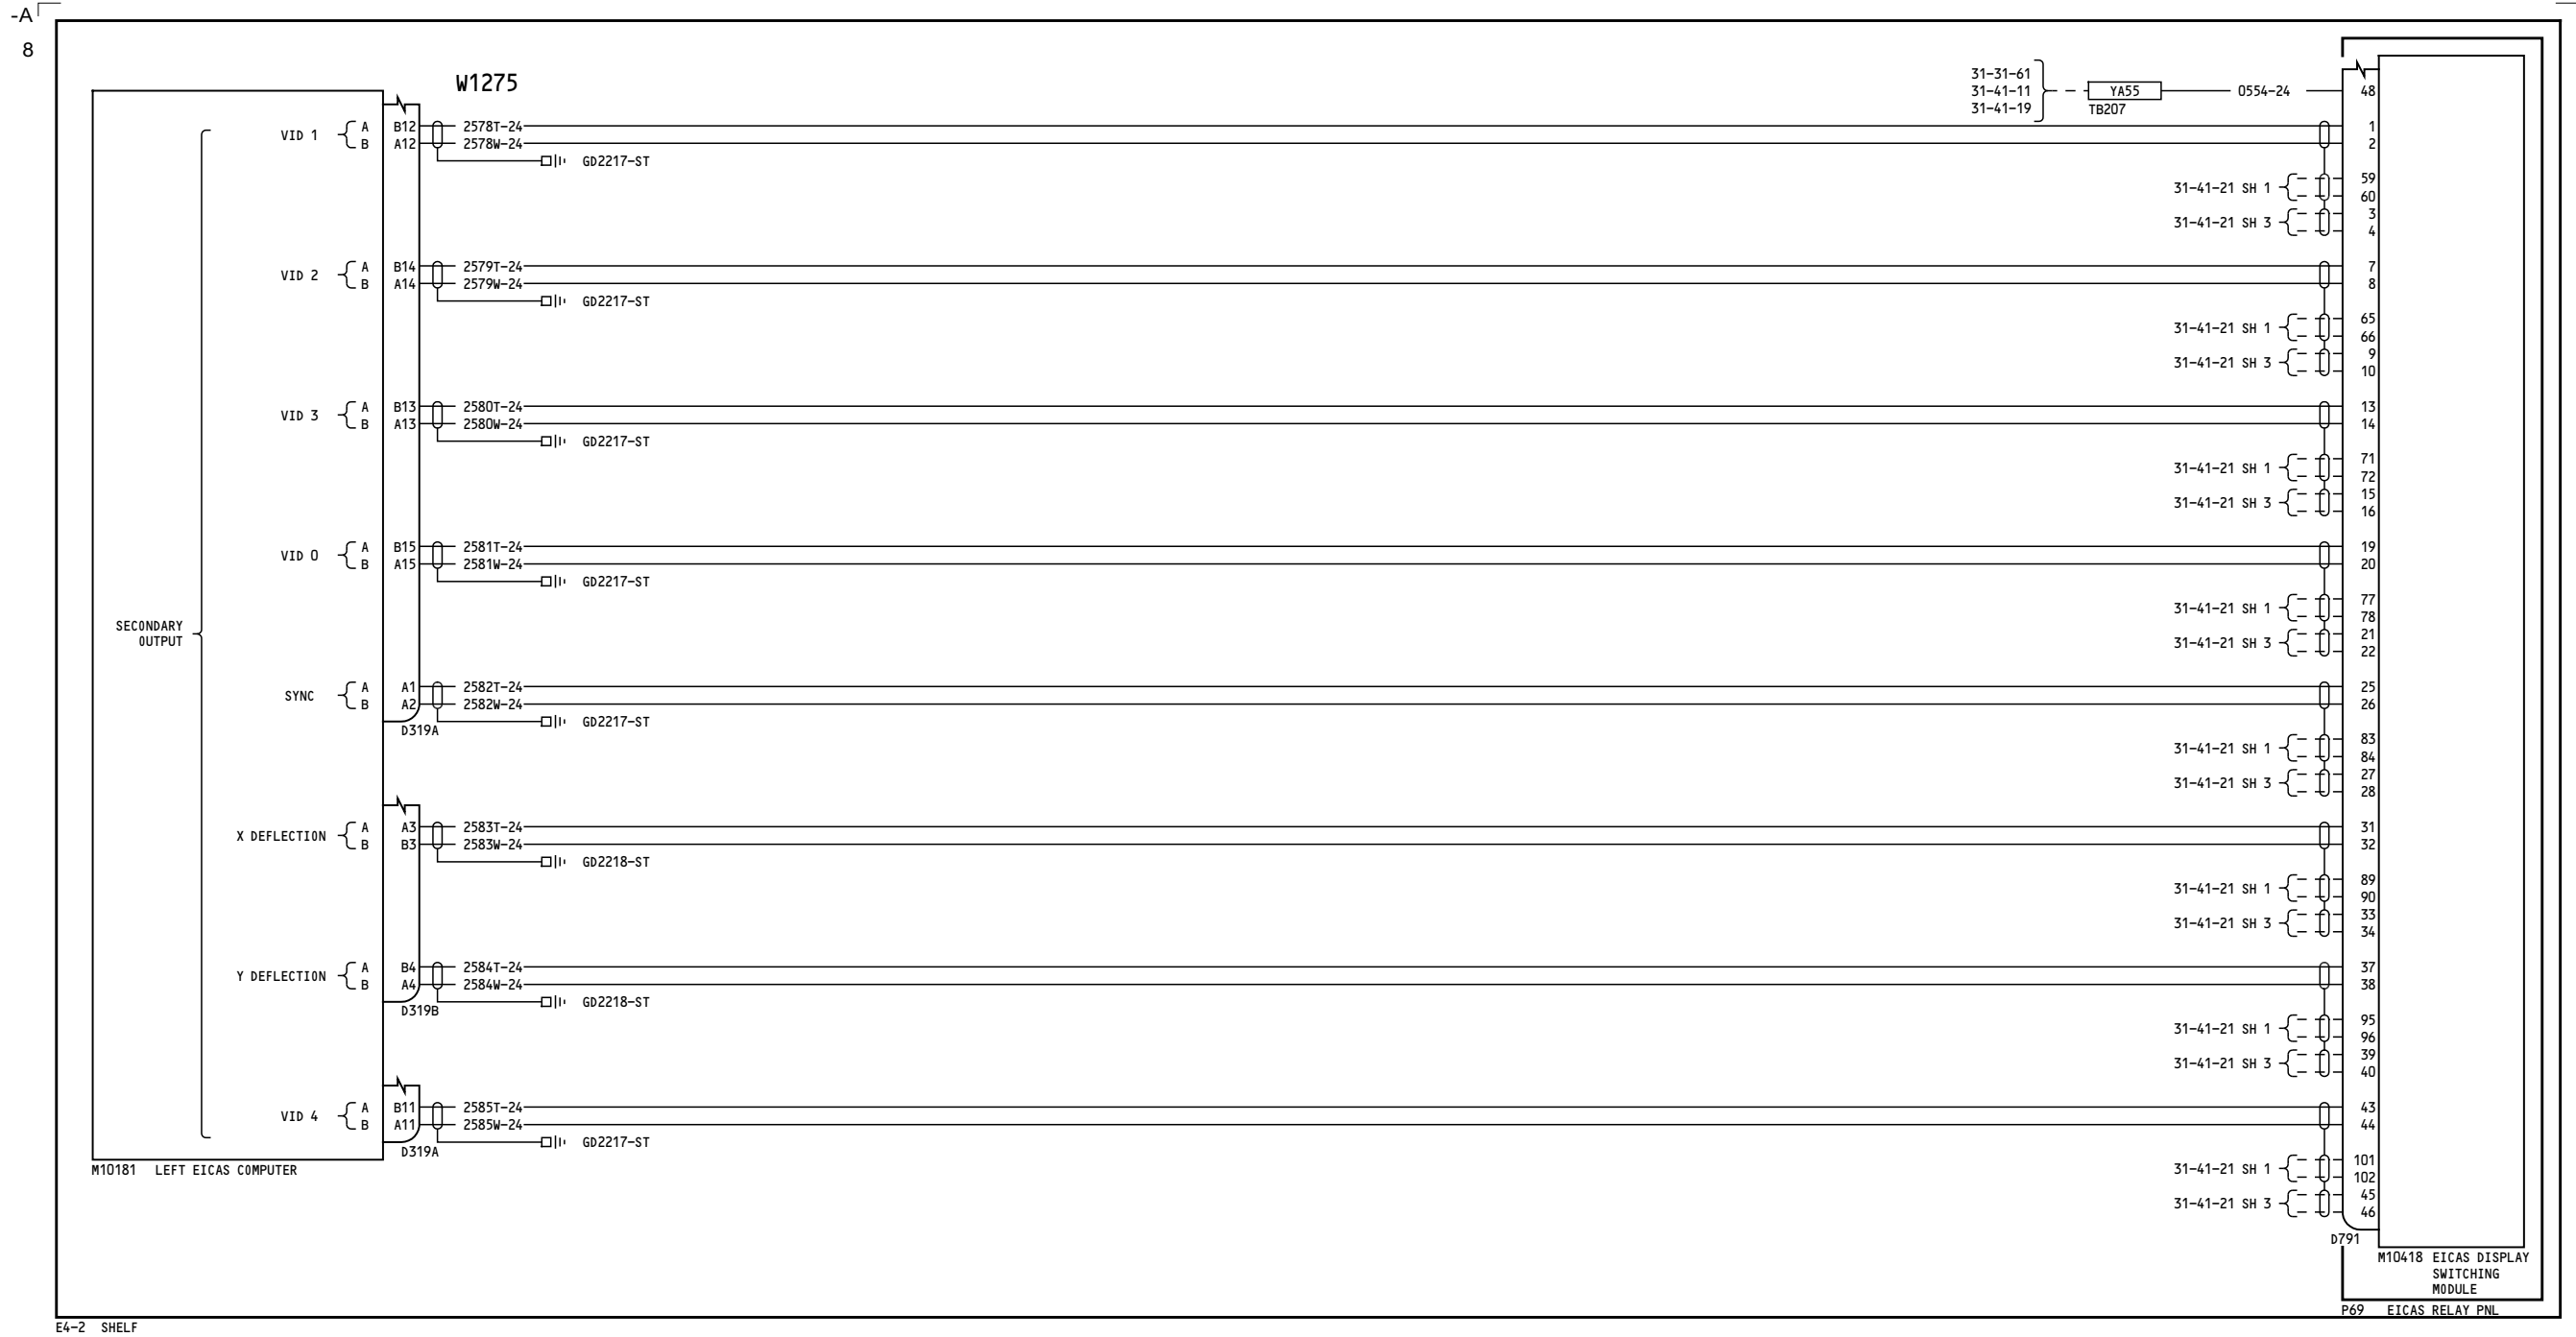 -A
8
W1275
31-31-61
31-41-11
31-41-19
YA55
TB207
0554-24
48
VID 1
A B12 2578T-24 1
B A12 2578W-24 2
GD2217-ST
31-41-21 SH 1
59
60
31-41-21 SH 3
3
4
VID 2
A B14 2579T-24 7
B A14 2579W-24 8
GD2217-ST
31-41-21 SH 1
65
66
31-41-21 SH 3
9
10
VID 3
A B13 2580T-24 13
B A13 2580W-24 14
GD2217-ST
31-41-21 SH 1
71
72
31-41-21 SH 3
15
16
VID 0
A B15 2581T-24 19
B A15 2581W-24 20
GD2217-ST
31-41-21 SH 1
77
78
31-41-21 SH 3
21
22
SECONDARY
OUTPUT
SYNC
A A1 2582T-24 25
B A2 2582W-24 26
GD2217-ST
D319A
31-41-21 SH 1
83
84
31-41-21 SH 3
27
28
X DEFLECTION
A A3 2583T-24 31
B B3 2583W-24 32
GD2218-ST
31-41-21 SH 1
89
90
31-41-21 SH 3
33
34
Y DEFLECTION
A B4 2584T-24 37
B A4 2584W-24 38
GD2218-ST
D319B
31-41-21 SH 1
95
96
31-41-21 SH 3
39
40
VID 4
A B11 2585T-24 43
B A11 2585W-24 44
GD2217-ST
D319A
31-41-21 SH 1
101
102
31-41-21 SH 3
45
46
M10181 LEFT EICAS COMPUTER
D791
M10418 EICAS DISPLAY
SWITCHING
MODULE
P69 EICAS RELAY PNL
E4-2 SHELF